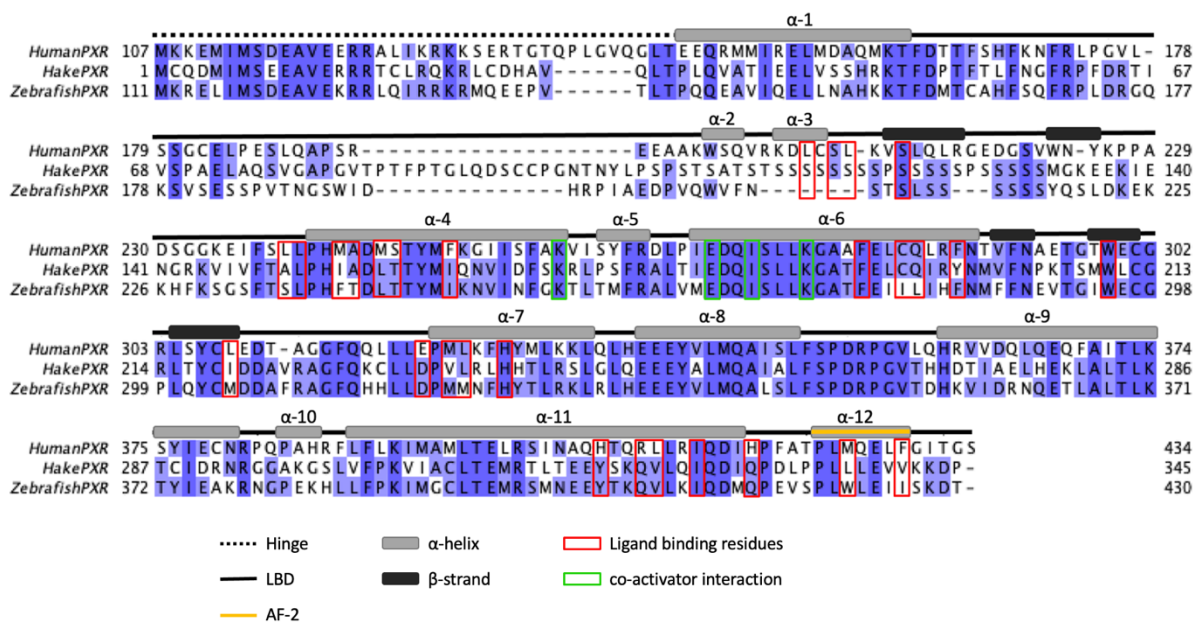 α-1
HumanPXR 107 MKKEMIMSDEAVEERRALIKRKKSERTGTQPLGVQGLTEEQRMMIRELMDAQMKTFDTTFSHFKNFRLPGVL- 178
HakePXR 1 MCQDMIMSEEAVERRRTCLRQKRLCDHAV------QLTPLQVATIEELVSSHRKTFDPTFTLFNGFRPFDRTI 67
ZebrafishPXR 111 MKRELIMSDEAVEKRRLQIRRKRMQEEPV------TLTPQQEAVIQELLNAHKKTFDMTCAHFSQFRPLDRGQ 177
α-2 α-3
HumanPXR 179 SSGCELPESLQAPSR--------------------EEAAKWSQVRKDLCSL-KVSLQLRGEDGSVWN-YKPPA 229
HakePXR 68 VSPAELAQSVGAPGVTPTFPTGLQDSCCPGNTNYLPSPSTSATSTSSSSSSSSPSSSSSPSSSSSMGKEEKIE 140
ZebrafishPXR 178 KSVSESSPVTNGSWID--------------HRPIAEDPVQWVFN--------STSLSS---SSSSYQSLDKEK 225
α-4 α-5 α-6
HumanPXR 230 DSGGKEIFSLLPHMADMSTYMFKGIISFAKVISYFRDLPIEDQISLLKGAAFELCQLRFNTVFNAETGTWECG 302
HakePXR 141 NGRKVIVFTALPHIADLTTYMIQNVIDFSKRLPSFRALTIEDQISLLKGATFELCQIRYNMVFNPKTSMWLCG 213
ZebrafishPXR 226 KHFKSGSFTSLPHFTDLTTYMIKNVINFGKTLTMFRALVMEDQISLLKGATFEIILIHFNMFFNEVTGIWECG 298
α-7 α-8 α-9
HumanPXR 303 RLSYCLEDT-AGGFQQLLLEPMLKFHYMLKKLQLHEEEYVLMQAISLFSPDRPGVLQHRVVDQLQEQFAITLK 374
HakePXR 214 RLTYCIDDAVRAGFQKCLLDPVLRLHHTLRSLGLQEEEYALMQALSLFSPDRPGVTHHDTIAELHEKLALTLK 286
ZebrafishPXR 299 PLQYCMDDAFRAGFQHHLLDPMMNFHYTLRKLRLHEEEYVLMQALSLFSPDRPGVTDHKVIDRNQETLALTLK 371
α-10 α-11 α-12
HumanPXR 375 SYIECNRPQPAHRFLFLKIMAMLTELRSINAQHTQRLLRIQDIHPFATPLMQELFGITGS 434
HakePXR 287 TCIDRNRGGAKGSLVFPKVIACLTEMRTLTEEYSKQVLQIQDIQPDLPPLLLEVVKKDP- 345
ZebrafishPXR 372 TYIEAKRNGPEKHLLFPKIMGCLTEMRSMNEEYTKQVLKIQDMQPEVSPLWLEIISKDT- 430
Hinge α-helix Ligand binding residues
LBD β-strand co-activator interaction
AF-2